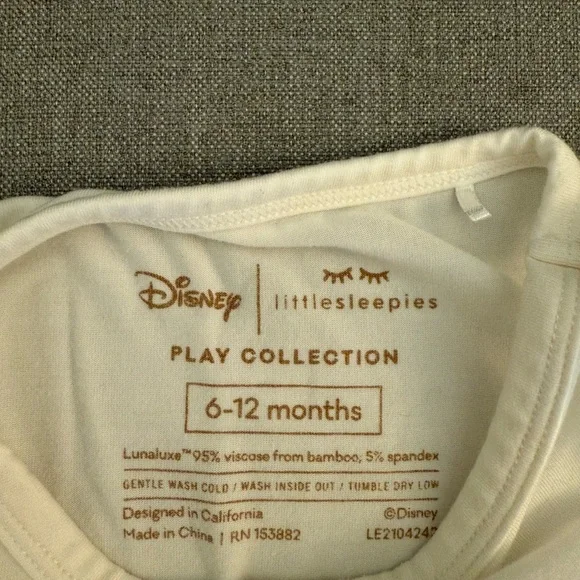 Disney | littlesleepies
PLAY COLLECTION
6-12 months
Lunaluxe™ 95% viscose from bamboo, 5% spandex
GENTLE WASH COLD / WASH INSIDE OUT / TUMBLE DRY LOW
Designed in California ©Disney
Made in China | RN 153882